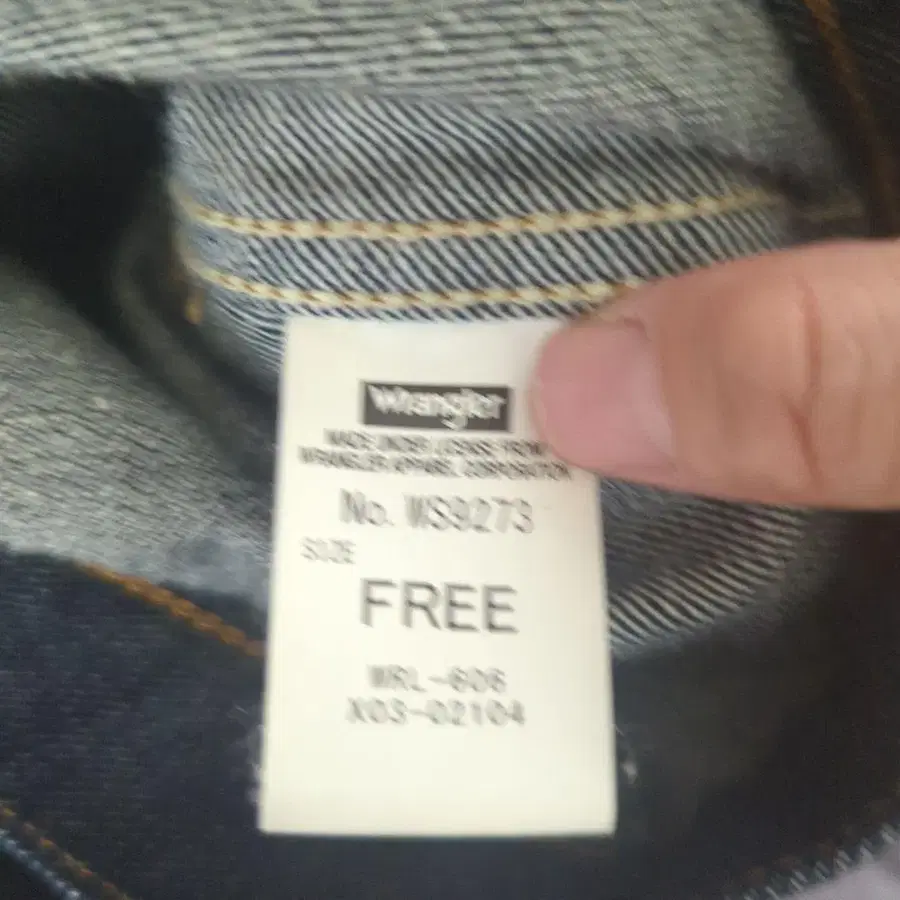 Wrangler
MADE UNDER LICENSE FROM
WRANGLER APPAREL CORPORATION
No. WS9273
SIZE
FREE
WRL-606
X03-02104